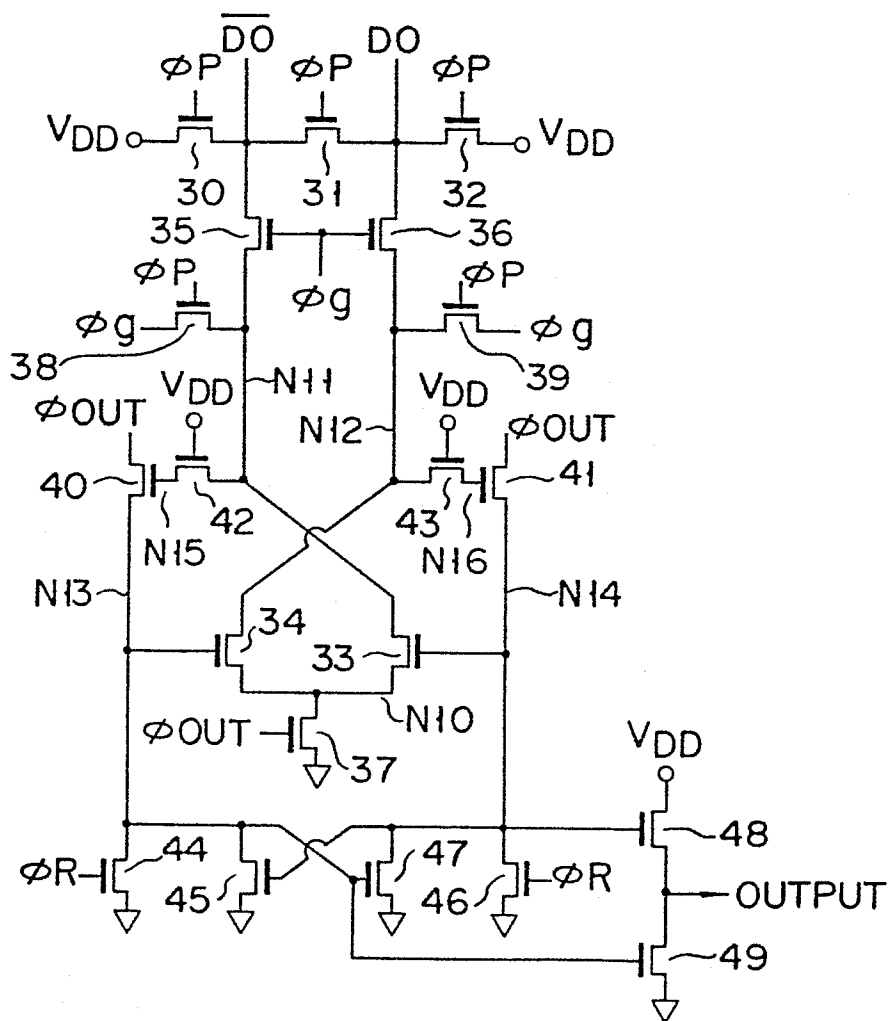 D̅O̅ DO
ϕP ϕP ϕP
VDD VDD
30 31 32
35 36
ϕP ϕg ϕP
ϕg ϕg
38 39
N11
VDD VDD
ϕOUT N12 ϕOUT
40 42 43 41
N15 N16
N13 N14
34 33
N10
ϕOUT
37
VDD
44 47 48
ϕR 45 46 ϕR
OUTPUT
49